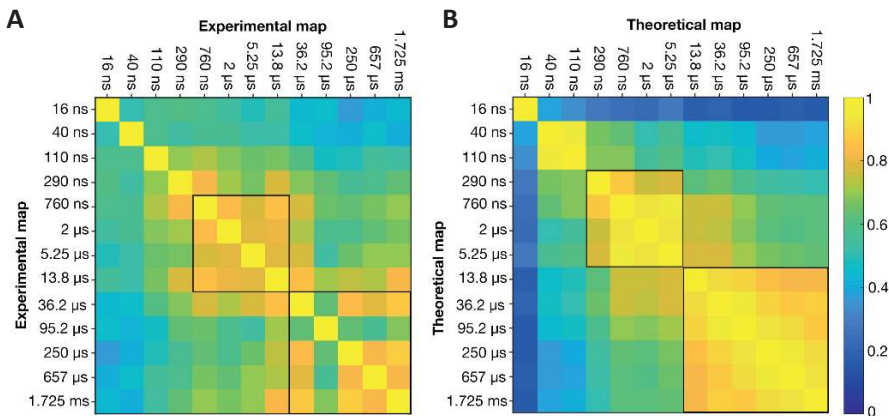 A
Experimental map
16 ns
40 ns
110 ns
290 ns
760 ns
2 µs
5.25 µs
13.8 µs
36.2 µs
95.2 µs
250 µs
657 µs
1.725 ms
Experimental map
16 ns
40 ns
110 ns
290 ns
760 ns
2 µs
5.25 µs
13.8 µs
36.2 µs
95.2 µs
250 µs
657 µs
1.725 ms
B
Theoretical map
16 ns
40 ns
110 ns
290 ns
760 ns
2 µs
5.25 µs
13.8 µs
36.2 µs
95.2 µs
250 µs
657 µs
1.725 ms
Theoretical map
16 ns
40 ns
110 ns
290 ns
760 ns
2 µs
5.25 µs
13.8 µs
36.2 µs
95.2 µs
250 µs
657 µs
1.725 ms
1
0.8
0.6
0.4
0.2
0